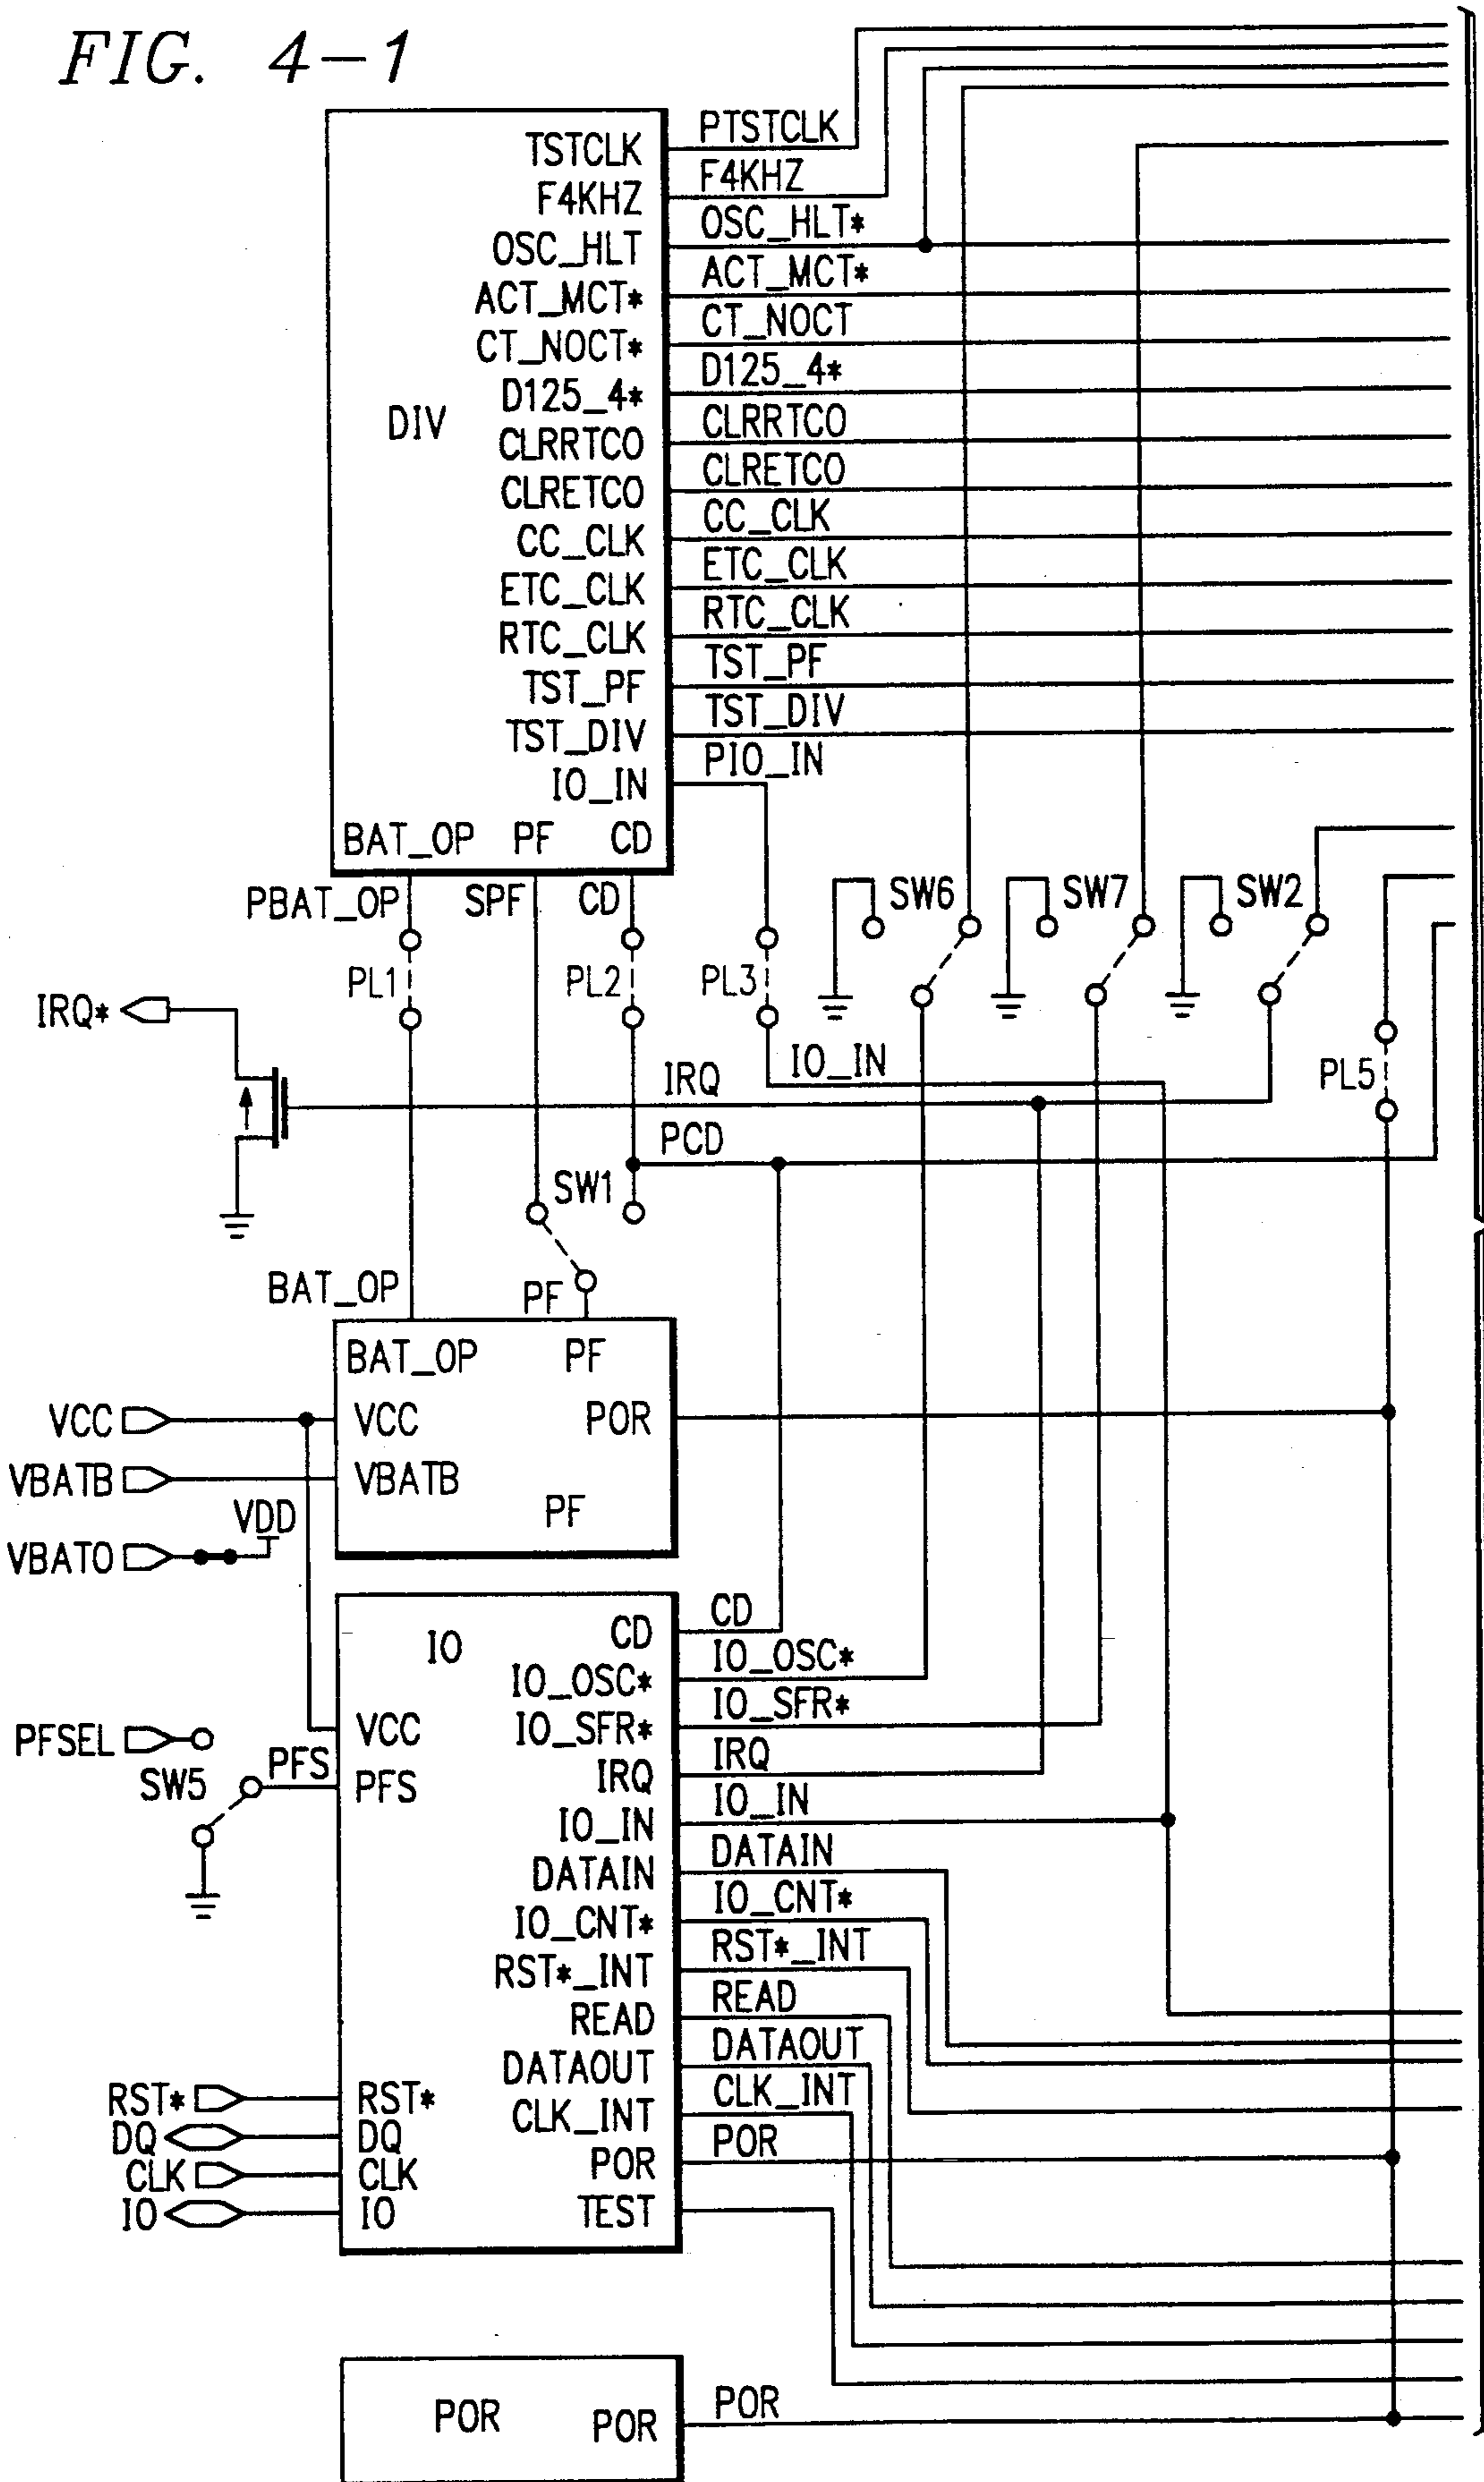 FIG. 4-1
TSTCLK PTSTCLK
F4KHZ F4KHZ
OSC_HLT OSC_HLT*
ACT_MCT* ACT_MCT*
CT_NOCT* CT_NOCT
D125_4* D125_4*
DIV
CLRRTCO CLRRTCO
CLRETCO CLRETCO
CC_CLK CC_CLK
ETC_CLK ETC_CLK
RTC_CLK RTC_CLK
TST_PF TST_PF
TST_DIV TST_DIV
IO_IN PIO_IN
BAT_OP PF CD
PBAT_OP SPF CD SW6 SW7 SW2
PL1 PL2 PL3
IRQ*
IRQ IO_IN PL5
PCD
SW1
BAT_OP PF
BAT_OP PF
VCC VCC POR
VBATB VBATB
VDD PF
VBATO
IO CD CD
IO_OSC* IO_OSC*
PFSEL VCC IO_SFR* IO_SFR*
SW5 PFS PFS IRQ IRQ
IO_IN IO_IN
DATAIN DATAIN
IO_CNT* IO_CNT*
RST*_INT RST*_INT
READ READ
DATAOUT DATAOUT
RST* RST* CLK_INT CLK_INT
DQ DQ
CLK CLK POR POR
IO IO TEST
POR POR POR